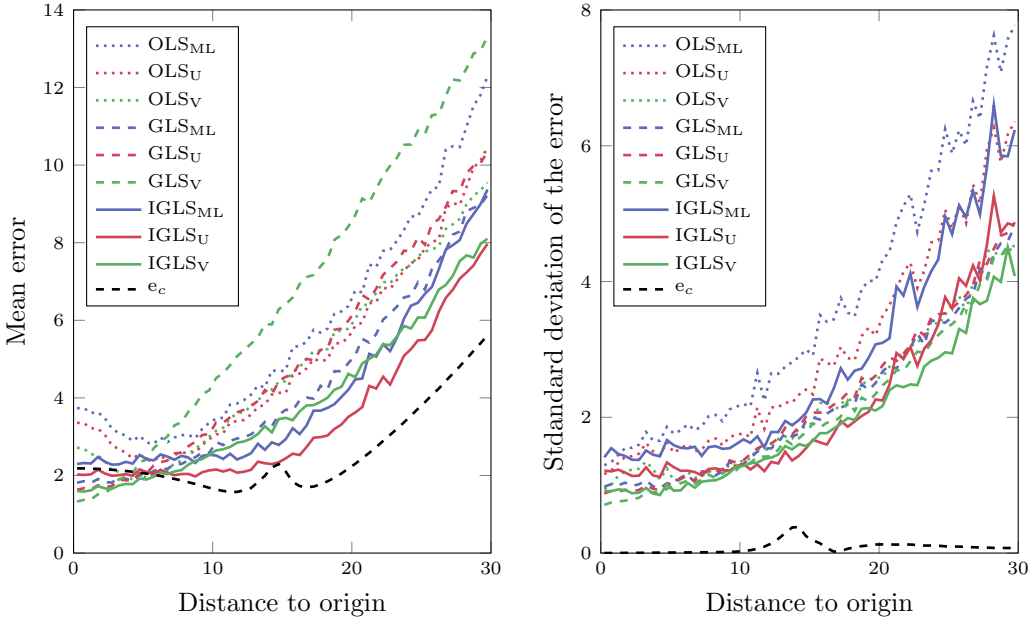 14
12
10
8
6
4
2
0
0
10
20
30
Mean error
Distance to origin
OLS_ML
OLS_U
OLS_V
GLS_ML
GLS_U
GLS_V
IGLS_ML
IGLS_U
IGLS_V
e_c
8
6
4
2
0
0
10
20
30
Stdandard deviation of the error
Distance to origin
OLS_ML
OLS_U
OLS_V
GLS_ML
GLS_U
GLS_V
IGLS_ML
IGLS_U
IGLS_V
e_c